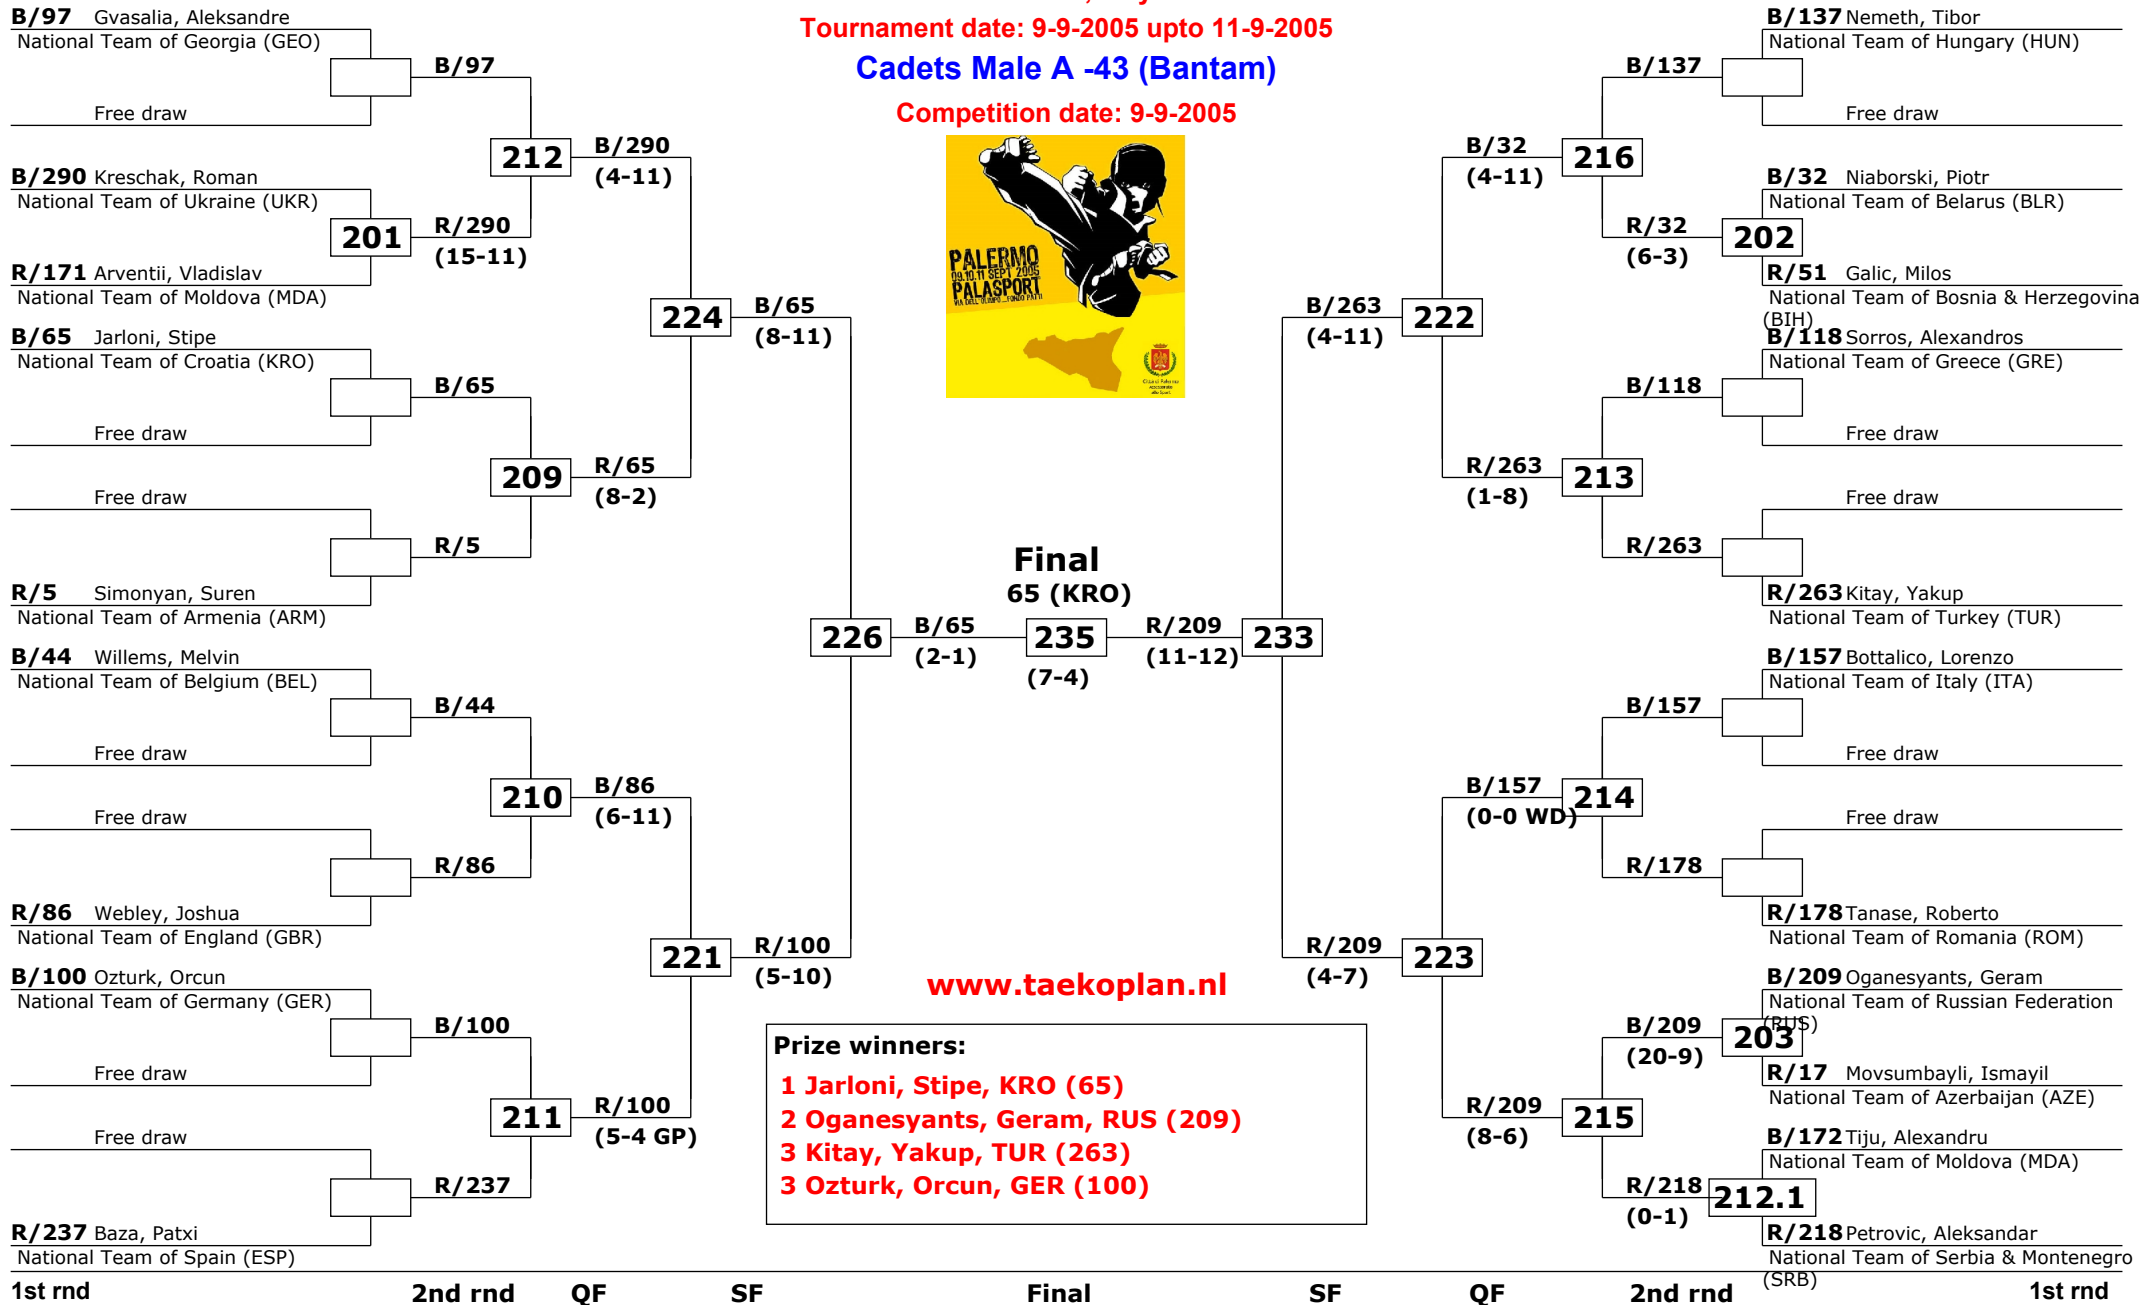 Tournament date: 9-9-2005 upto 11-9-2005
Cadets Male A -43 (Bantam)
Competition date: 9-9-2005
PALERMO
09.10.11 SEPT 2005
PALASPORT
B/97 Gvasalia, Aleksandre
National Team of Georgia (GEO)
B/97
Free draw
212
B/290
(4-11)
B/290 Kreschak, Roman
National Team of Ukraine (UKR)
201
R/290
(15-11)
R/171 Arventii, Vladislav
National Team of Moldova (MDA)
224
B/65
(8-11)
B/65 Jarloni, Stipe
National Team of Croatia (KRO)
B/65
Free draw
209
R/65
(8-2)
Free draw
R/5
R/5 Simonyan, Suren
National Team of Armenia (ARM)
226
B/65
(2-1)
B/44 Willems, Melvin
National Team of Belgium (BEL)
B/44
Free draw
210
B/86
(6-11)
Free draw
R/86
R/86 Webley, Joshua
National Team of England (GBR)
221
R/100
(5-10)
B/100 Ozturk, Orcun
National Team of Germany (GER)
B/100
Free draw
211
R/100
(5-4 GP)
Free draw
R/237
R/237 Baza, Patxi
National Team of Spain (ESP)
Final
65 (KRO)
235
(7-4)
R/209
(11-12)
233
B/137 Nemeth, Tibor
National Team of Hungary (HUN)
B/137
Free draw
B/32
(4-11)
216
B/32 Niaborski, Piotr
National Team of Belarus (BLR)
R/32
(6-3)
202
R/51 Galic, Milos
National Team of Bosnia & Herzegovina
(BIH)
B/263
(4-11)
222
B/118 Sorros, Alexandros
National Team of Greece (GRE)
B/118
Free draw
R/263
(1-8)
213
Free draw
R/263
R/263 Kitay, Yakup
National Team of Turkey (TUR)
B/157 Bottalico, Lorenzo
National Team of Italy (ITA)
B/157
Free draw
B/157
(0-0 WD)
214
Free draw
R/178
R/178 Tanase, Roberto
National Team of Romania (ROM)
R/209
(4-7)
223
B/209 Oganesyants, Geram
National Team of Russian Federation
(RUS)
B/209
(20-9)
203
R/17 Movsumbayli, Ismayil
National Team of Azerbaijan (AZE)
R/209
(8-6)
215
B/172 Tiju, Alexandru
National Team of Moldova (MDA)
R/218
(0-1)
212.1
R/218 Petrovic, Aleksandar
National Team of Serbia & Montenegro
(SRB)
www.taekoplan.nl
Prize winners:
1 Jarloni, Stipe, KRO (65)
2 Oganesyants, Geram, RUS (209)
3 Kitay, Yakup, TUR (263)
3 Ozturk, Orcun, GER (100)
1st rnd 2nd rnd QF SF Final SF QF 2nd rnd 1st rnd